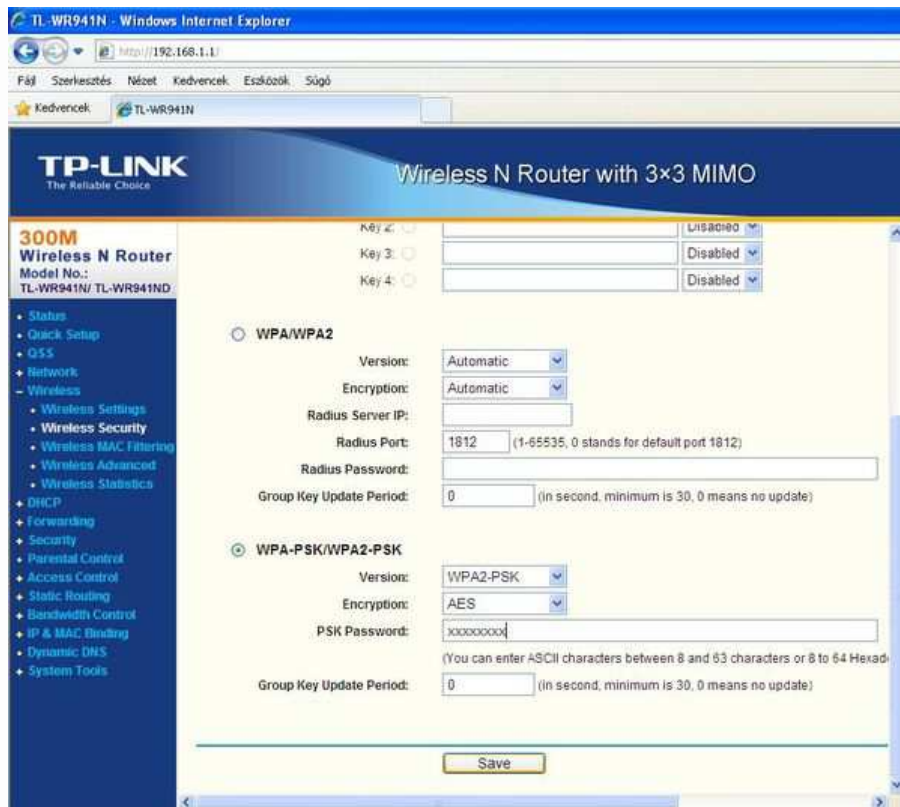 TL-WR941N - Windows Internet Explorer
http://192.168.1.1/
Fájl Szerkesztés Nézet Kedvencek Eszközök Súgó
Kedvencek TL-WR941N
TP-LINK
The Reliable Choice
Wireless N Router with 3×3 MIMO
300M
Wireless N Router
Model No.:
TL-WR941N/ TL-WR941ND
Status
Quick Setup
QSS
Network
Wireless
Wireless Settings
Wireless Security
Wireless MAC Filtering
Wireless Advanced
Wireless Statistics
DHCP
Forwarding
Security
Parental Control
Access Control
Static Routing
Bandwidth Control
IP & MAC Binding
Dynamic DNS
System Tools
Key 2: Disabled
Key 3: Disabled
Key 4: Disabled
WPA/WPA2
Version: Automatic
Encryption: Automatic
Radius Server IP:
Radius Port: 1812 (1-65535, 0 stands for default port 1812)
Radius Password:
Group Key Update Period: 0 (in second, minimum is 30, 0 means no update)
WPA-PSK/WPA2-PSK
Version: WPA2-PSK
Encryption: AES
PSK Password: xxxxxxxx
(You can enter ASCII characters between 8 and 63 characters or 8 to 64 Hexad
Group Key Update Period: 0 (in second, minimum is 30, 0 means no update)
Save